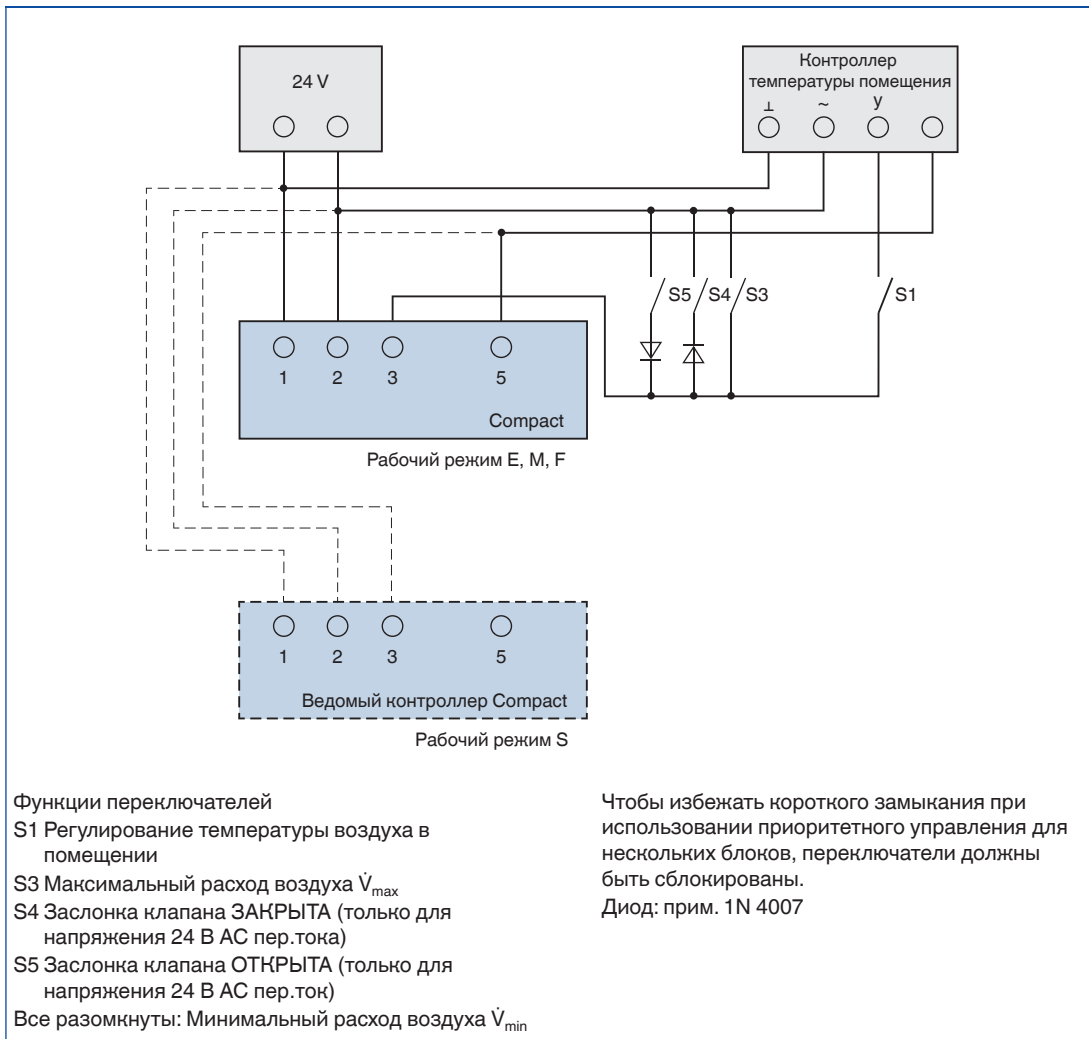 24 V
Контроллер
температуры помещения
⊥ ~ y
S5 S4 S3 S1
1 2 3 5
Compact
Рабочий режим E, M, F
1 2 3 5
Ведомый контроллер Compact
Рабочий режим S
Функции переключателей
S1 Регулирование температуры воздуха в
помещении
S3 Максимальный расход воздуха V̇max
S4 Заслонка клапана ЗАКРЫТА (только для
напряжения 24 В АС пер.тока)
S5 Заслонка клапана ОТКРЫТА (только для
напряжения 24 В АС пер.ток)
Все разомкнуты: Минимальный расход воздуха V̇min
Чтобы избежать короткого замыкания при
использовании приоритетного управления для
нескольких блоков, переключатели должны
быть сблокированы.
Диод: прим. 1N 4007